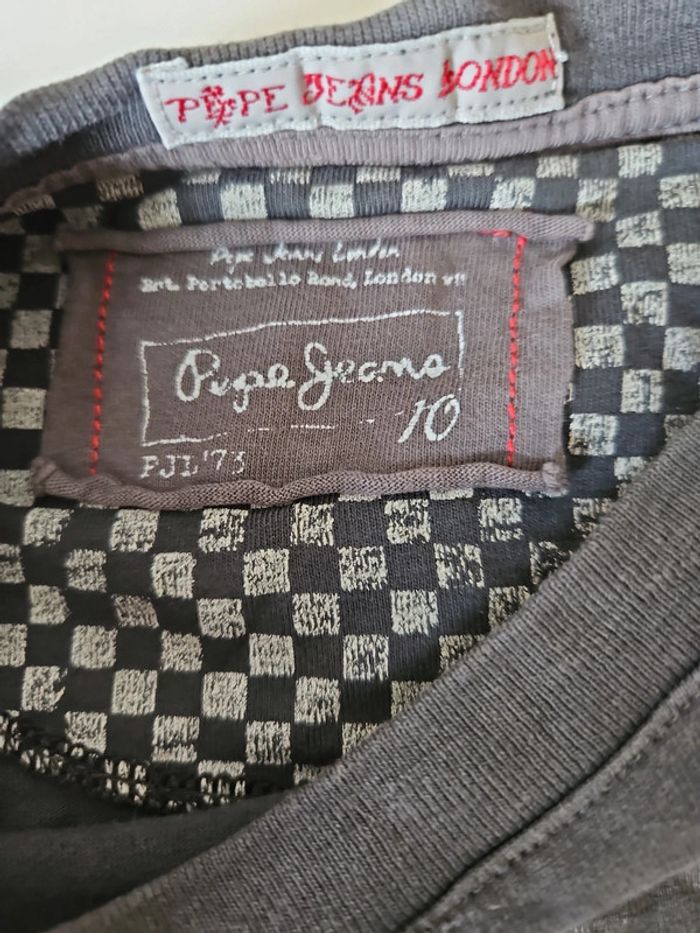 PEPE JEANS LONDON
Pepe Jeans London
Est. Portobello Road, London W11
Pepe Jeans
10
PJL'73